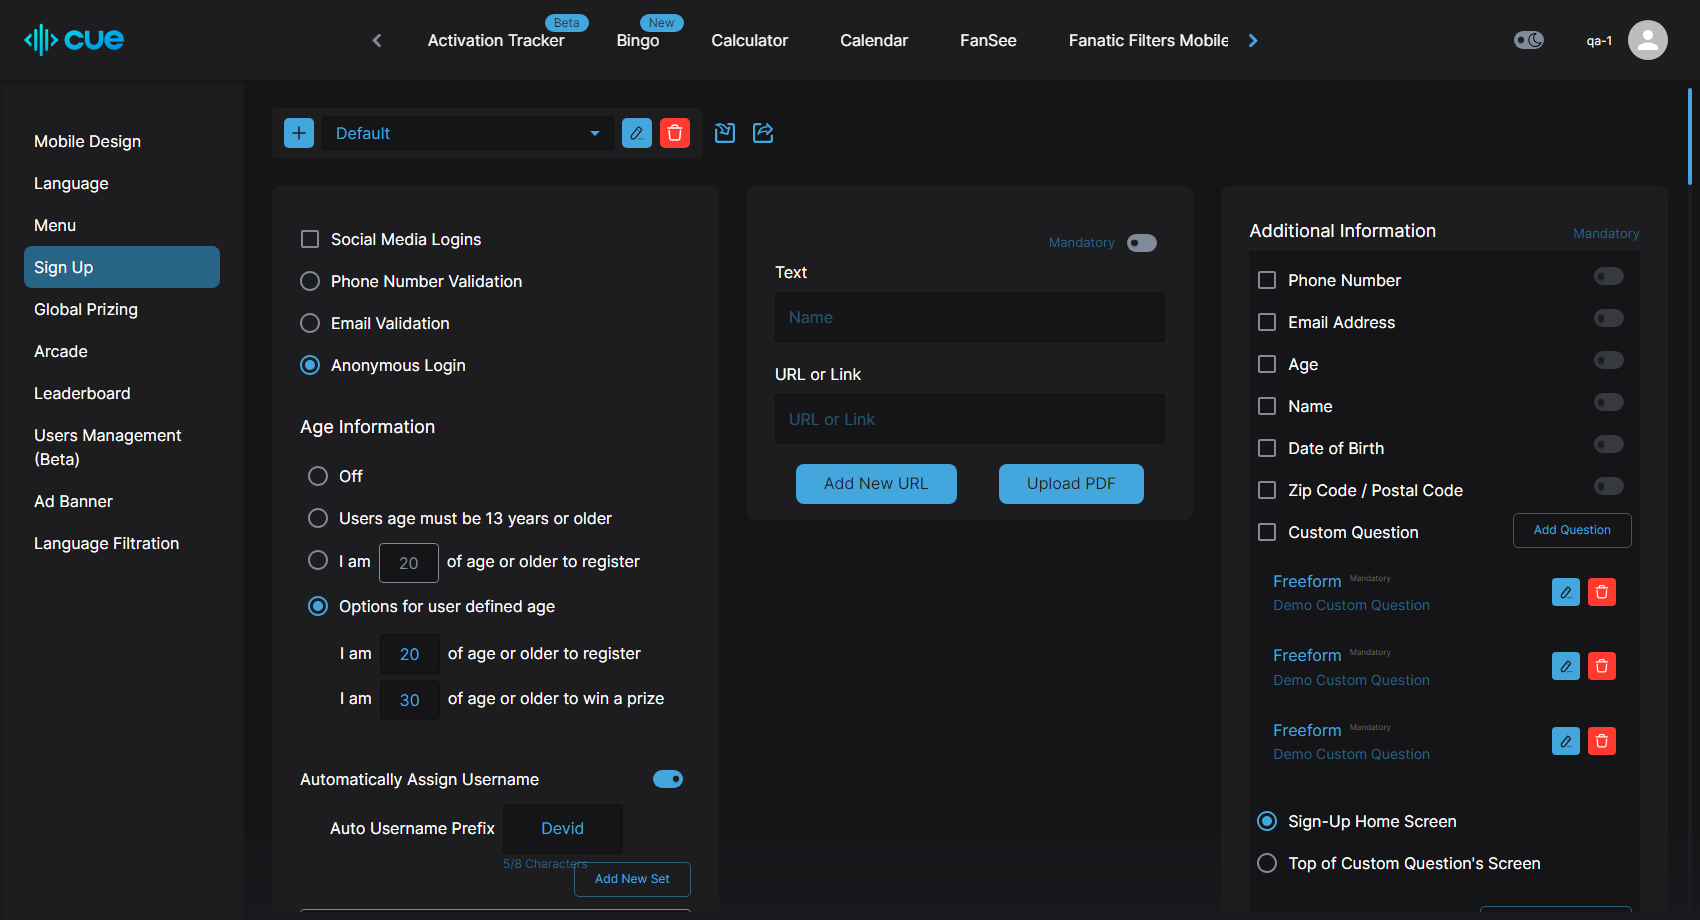 cue
Activation Tracker
Beta
Bingo
New
Calculator
Calendar
FanSee
Fanatic Filters Mobile
qa-1
Mobile Design
Language
Menu
Sign Up
Global Prizing
Arcade
Leaderboard
Users Management
(Beta)
Ad Banner
Language Filtration
Default
Social Media Logins
Phone Number Validation
Email Validation
Anonymous Login
Age Information
Off
Users age must be 13 years or older
I am 20 of age or older to register
Options for user defined age
I am 20 of age or older to register
I am 30 of age or older to win a prize
Automatically Assign Username
Auto Username Prefix Devid
5/8 Characters
Add New Set
Mandatory
Text
Name
URL or Link
URL or Link
Add New URL
Upload PDF
Additional Information
Mandatory
Phone Number
Email Address
Age
Name
Date of Birth
Zip Code / Postal Code
Custom Question
Add Question
Freeform Mandatory
Demo Custom Question
Freeform Mandatory
Demo Custom Question
Freeform Mandatory
Demo Custom Question
Sign-Up Home Screen
Top of Custom Question's Screen